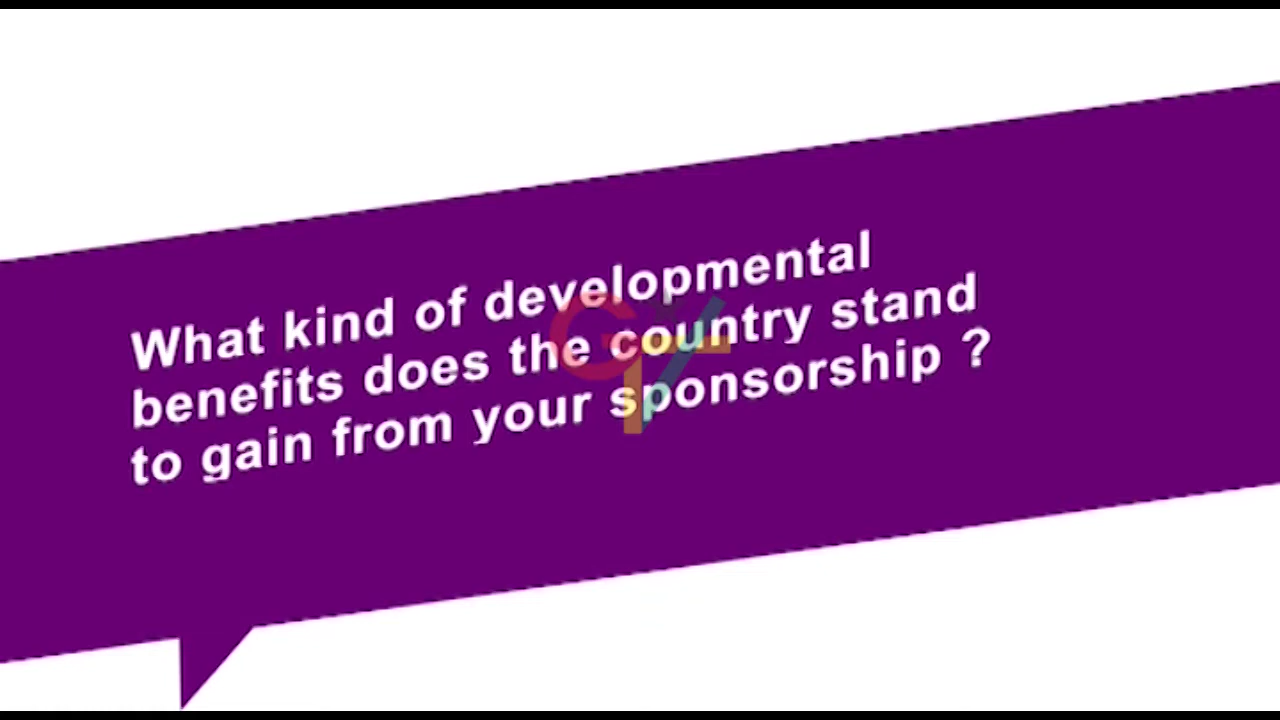 What kind of developmental
benefits does the country stand
to gain from your sponsorship ?